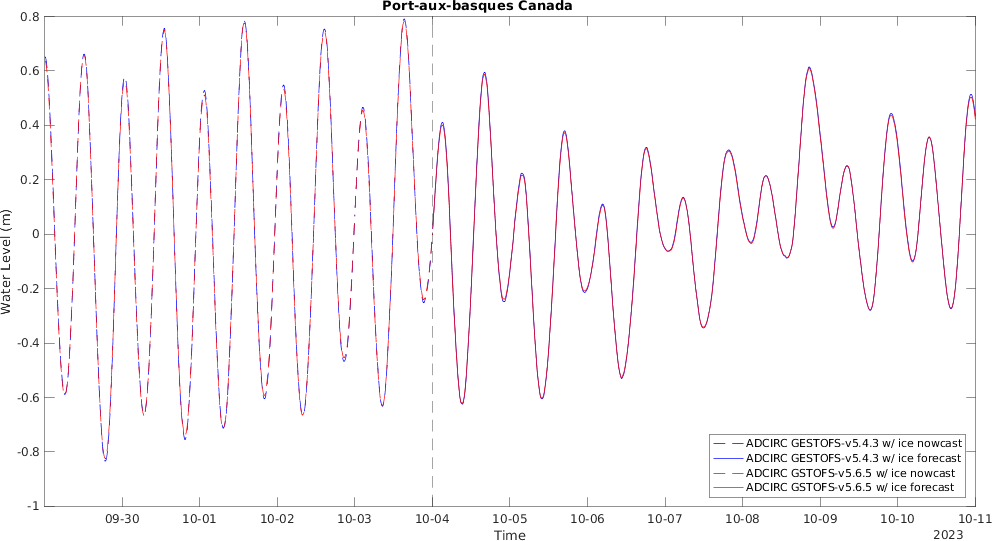 Port-aux-basques Canada
0.8
0.6
0.4
0.2
0
-0.2
-0.4
-0.6
-0.8
-1
Water Level (m)
ADCIRC GESTOFS-v5.4.3 w/ ice nowcast
ADCIRC GESTOFS-v5.4.3 w/ ice forecast
ADCIRC GSTOFS-v5.6.5 w/ ice nowcast
ADCIRC GSTOFS-v5.6.5 w/ ice forecast
09-30 10-01 10-02 10-03 10-04 10-05 10-06 10-07 10-08 10-09 10-10 10-11
Time
2023